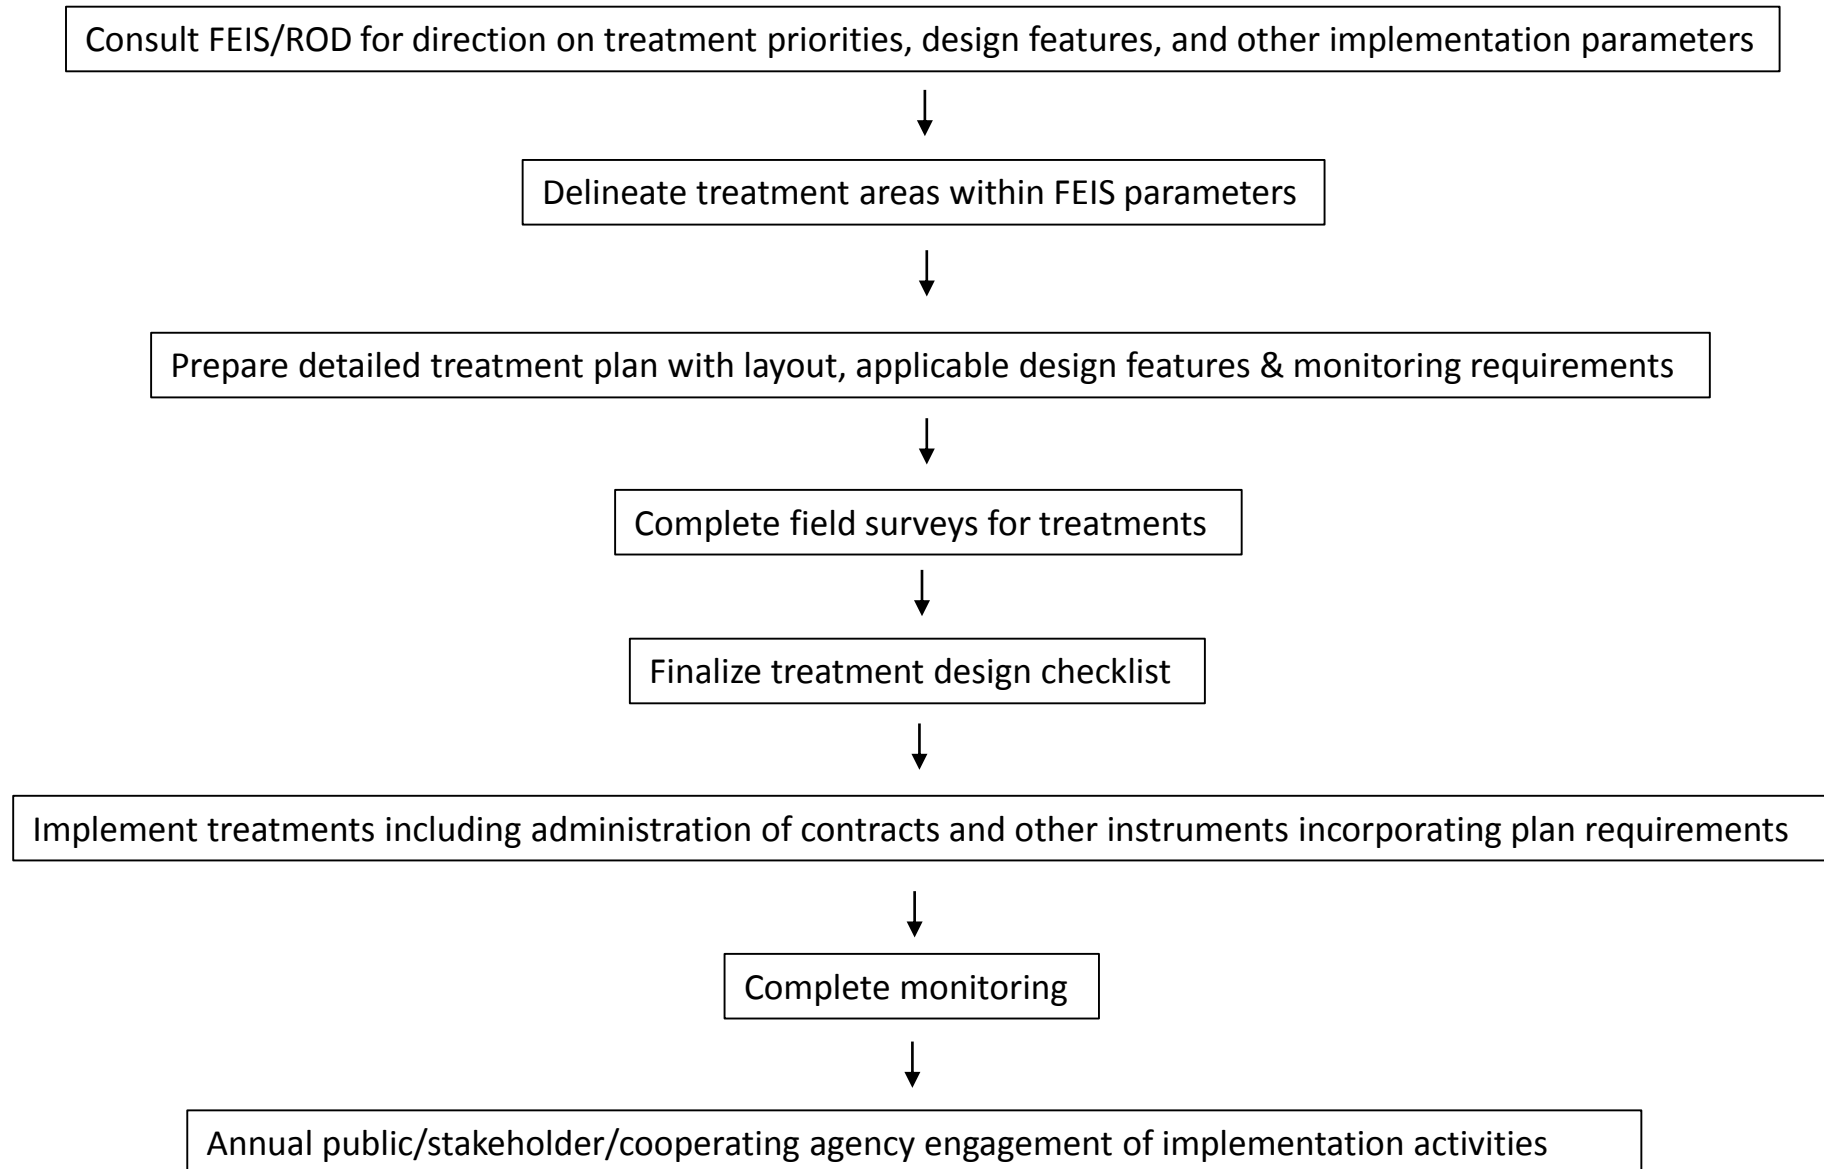 Consult FEIS/ROD for direction on treatment priorities, design features, and other implementation parameters
Delineate treatment areas within FEIS parameters
Prepare detailed treatment plan with layout, applicable design features & monitoring requirements
Complete field surveys for treatments
Finalize treatment design checklist
Implement treatments including administration of contracts and other instruments incorporating plan requirements
Complete monitoring
Annual public/stakeholder/cooperating agency engagement of implementation activities